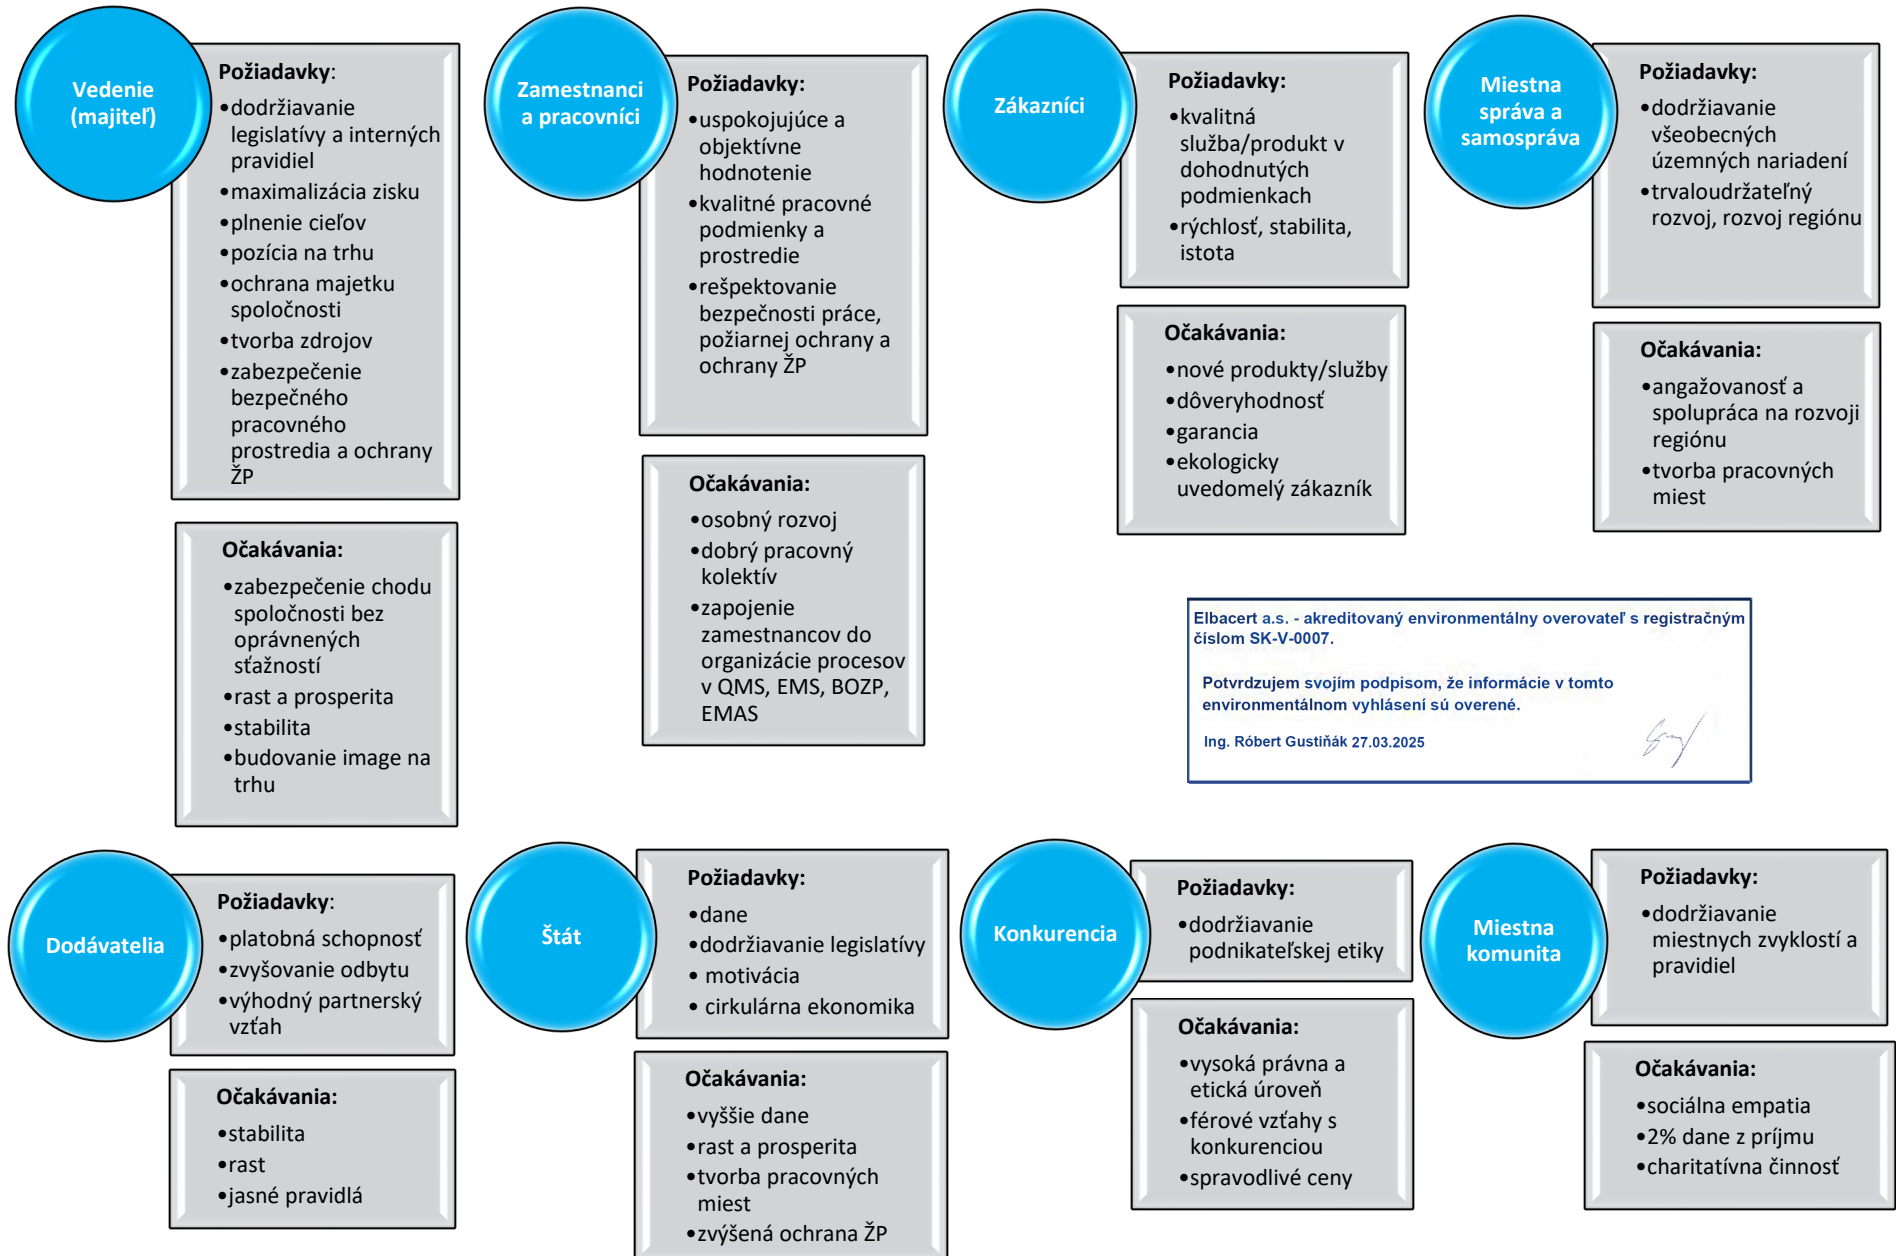 Vedenie
(majiteľ)
Požiadavky:
•dodržiavanie
legislatívy a interných
pravidiel
•maximalizácia zisku
•plnenie cieľov
•pozícia na trhu
•ochrana majetku
spoločnosti
•tvorba zdrojov
•zabezpečenie
bezpečného
pracovného
prostredia a ochrany
ŽP
Očakávania:
•zabezpečenie chodu
spoločnosti bez
oprávnených
sťažností
•rast a prosperita
•stabilita
•budovanie image na
trhu
Zamestnanci
a pracovníci
Požiadavky:
•uspokojujúce a
objektívne
hodnotenie
•kvalitné pracovné
podmienky a
prostredie
•rešpektovanie
bezpečnosti práce,
požiarnej ochrany a
ochrany ŽP
Očakávania:
•osobný rozvoj
•dobrý pracovný
kolektív
•zapojenie
zamestnancov do
organizácie procesov
v QMS, EMS, BOZP,
EMAS
Zákazníci
Požiadavky:
•kvalitná
služba/produkt v
dohodnutých
podmienkach
•rýchlosť, stabilita,
istota
Očakávania:
•nové produkty/služby
•dôveryhodnosť
•garancia
•ekologicky
uvedomelý zákazník
Miestna
správa a
samospráva
Požiadavky:
•dodržiavanie
všeobecných
územných nariadení
•trvaloudržateľný
rozvoj, rozvoj regiónu
Očakávania:
•angažovanosť a
spolupráca na rozvoji
regiónu
•tvorba pracovných
miest
Elbacert a.s. - akreditovaný environmentálny overovateľ s registračným
číslom SK-V-0007.
Potvrdzujem svojím podpisom, že informácie v tomto
environmentálnom vyhlásení sú overené.
Ing. Róbert Gustiňák 27.03.2025
Dodávatelia
Požiadavky:
•platobná schopnosť
•zvyšovanie odbytu
•výhodný partnerský
vzťah
Očakávania:
•stabilita
•rast
•jasné pravidlá
Štát
Požiadavky:
•dane
•dodržiavanie legislatívy
• motivácia
• cirkulárna ekonomika
Očakávania:
•vyššie dane
•rast a prosperita
•tvorba pracovných
miest
•zvýšená ochrana ŽP
Konkurencia
Požiadavky:
•dodržiavanie
podnikateľskej etiky
Očakávania:
•vysoká právna a
etická úroveň
•férové vzťahy s
konkurenciou
•spravodlivé ceny
Miestna
komunita
Požiadavky:
•dodržiavanie
miestnych zvyklostí a
pravidiel
Očakávania:
•sociálna empatia
•2% dane z príjmu
•charitatívna činnosť